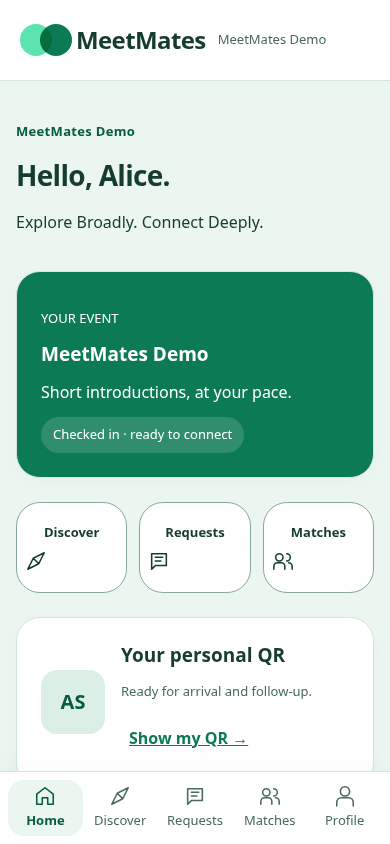 MeetMates MeetMates Demo
MeetMates Demo
Hello, Alice.
Explore Broadly. Connect Deeply.
YOUR EVENT
MeetMates Demo
Short introductions, at your pace.
Checked in · ready to connect
Discover Requests Matches
Your personal QR
AS
Ready for arrival and follow-up.
Show my QR →
Home Discover Requests Matches Profile